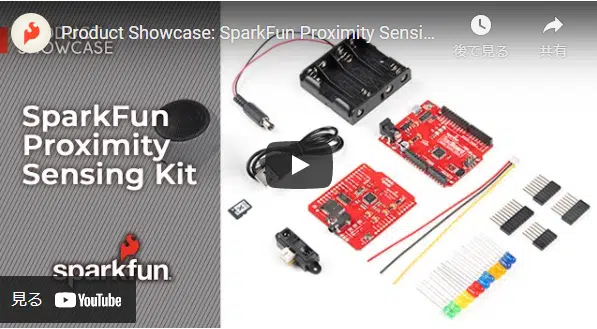 Product Showcase: SparkFun Proximity Sensi...
後で見る
共有
SHOWCASE
SparkFun
Proximity
Sensing Kit
sparkfun
見る YouTube